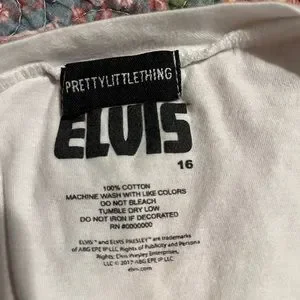 PRETTYLITTLETHING
ELVIS
16
100% COTTON
MACHINE WASH WITH LIKE COLORS
DO NOT BLEACH
TUMBLE DRY LOW
DO NOT IRON IF DECORATED
RN #0000000
ELVIS™ and ELVIS PRESLEY™ are trademarks
of ABG EPE IP LLC Rights of Publicity and Persona
Rights: Elvis Presley Enterprises,
LLC © 2017 ABG EPE IP LLC
elvis.com